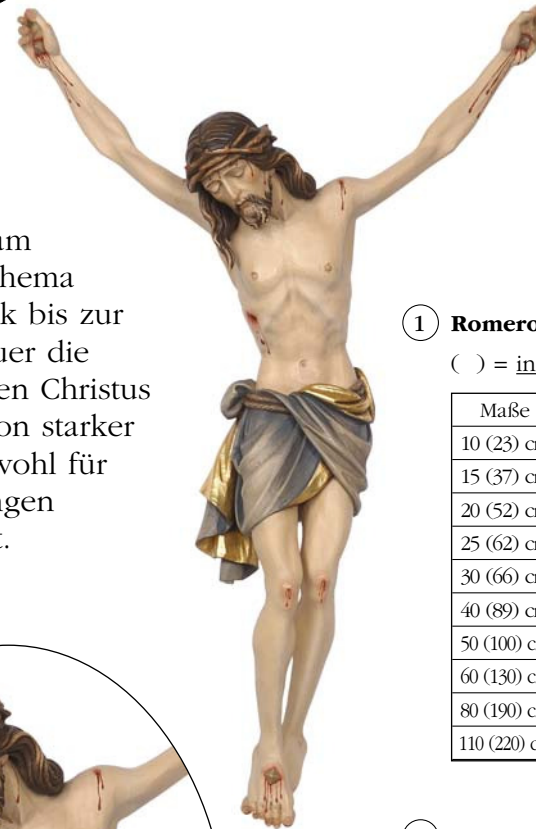 um
hema
k bis zur
uer die
en Christus
on starker
wohl für
ngen
t.
1 Romero
( ) = in
Maße
10 (23) c
15 (37) c
20 (52) c
25 (62) c
30 (66) c
40 (89) c
50 (100) c
60 (130) c
80 (190) c
110 (220) c